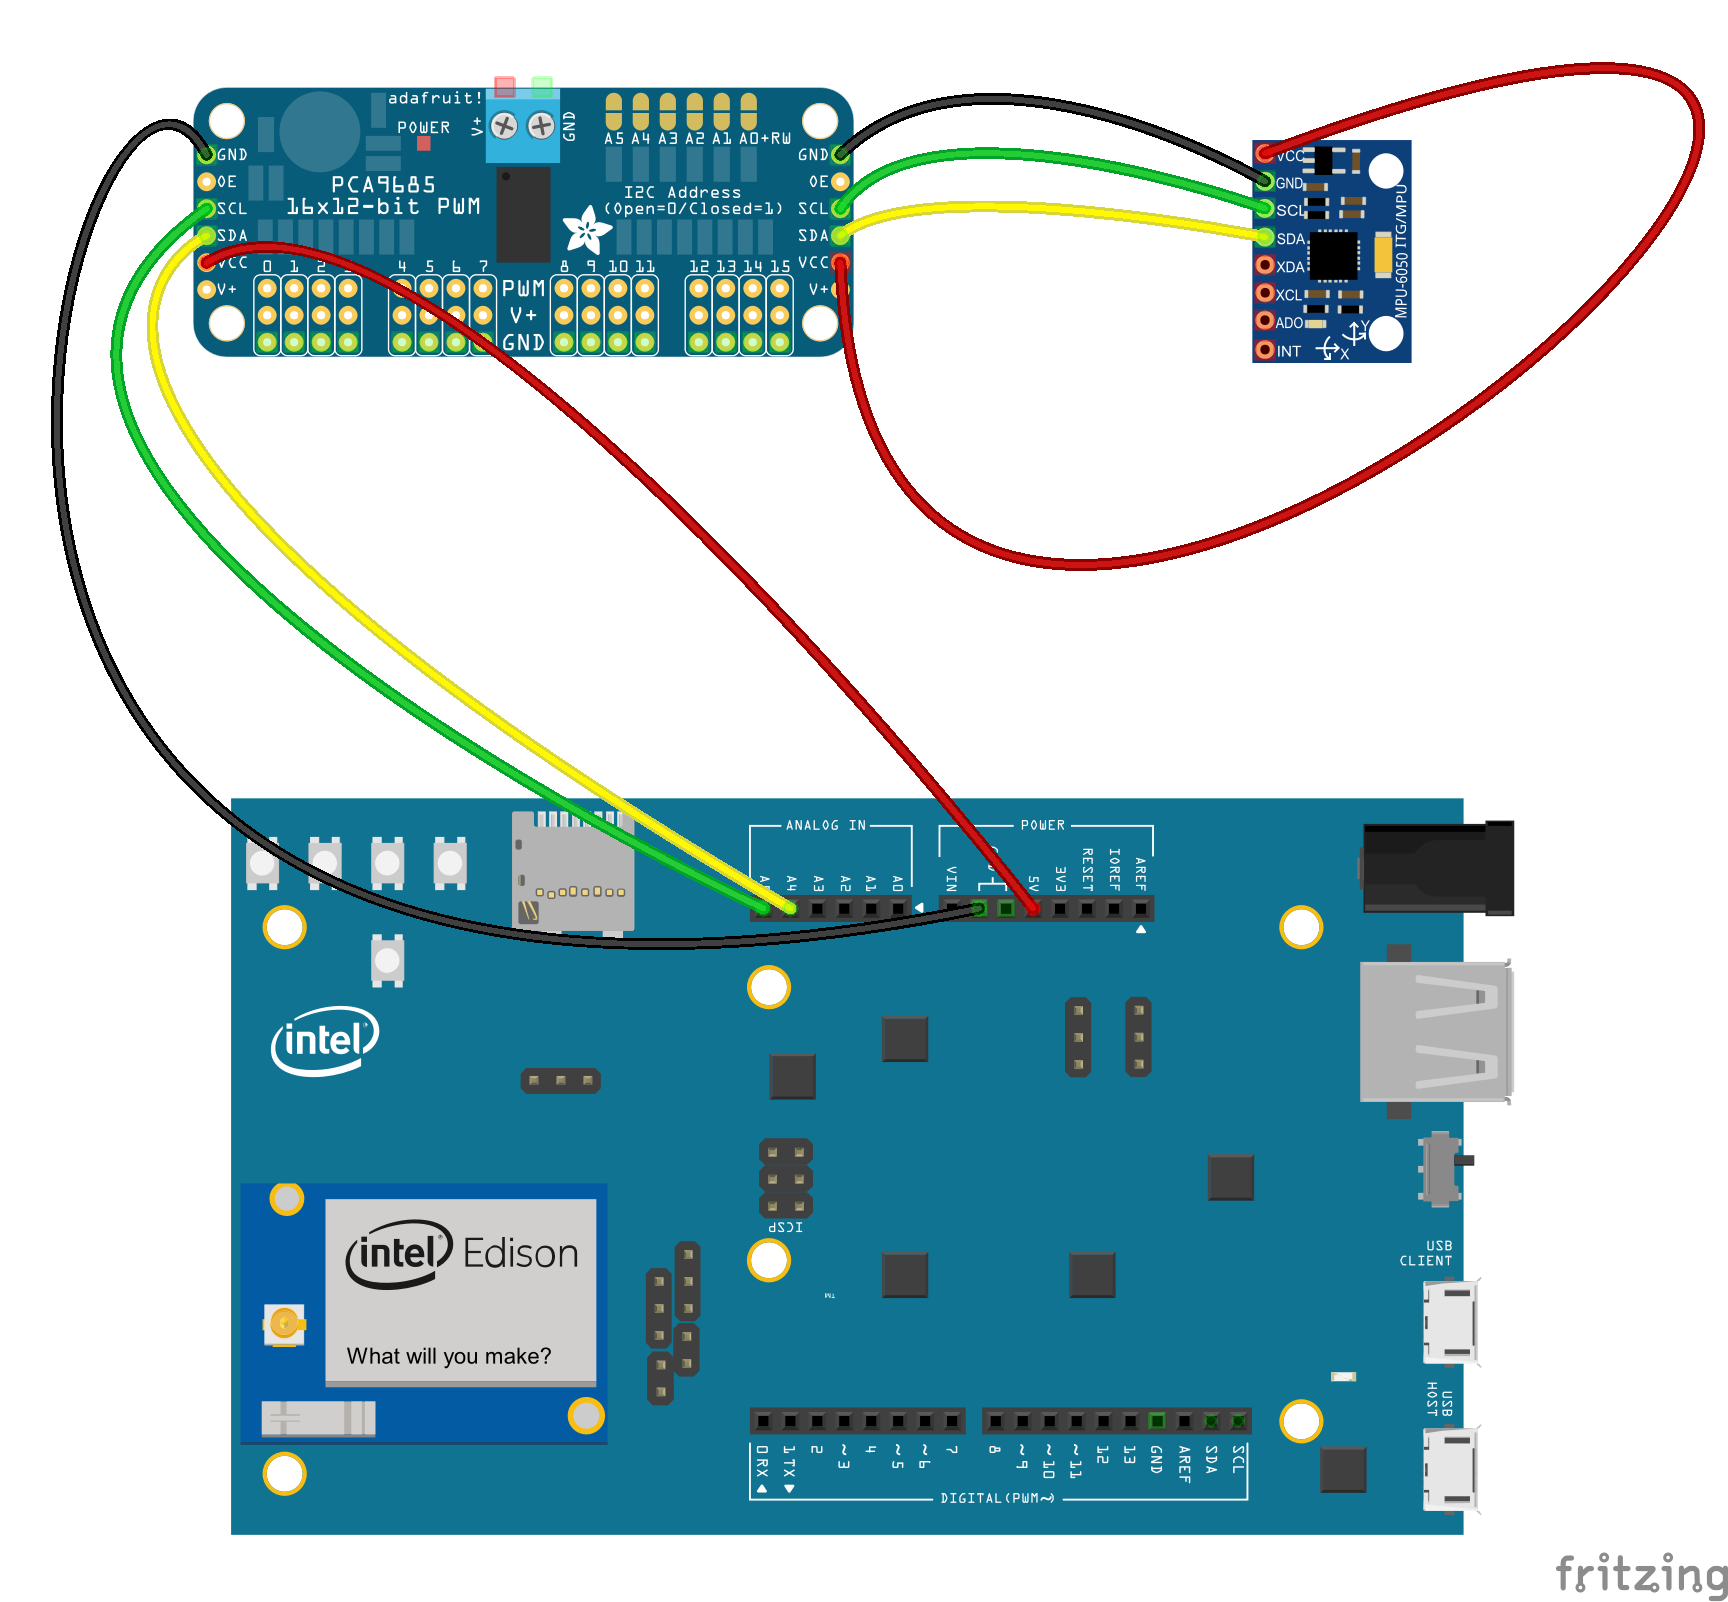 adafruit!
POWER
V+
GND
A5 A4 A3 A2 A1 A0+RW
PCA9685
16x12-bit PWM
I2C Address
(Open=0/Closed=1)
GND
OE
SCL
SDA
VCC
V+
GND
OE
SCL
SDA
VCC
V+
0 1 2 3 4 5 6 7 8 9 10 11 12 13 14 15
PWM
V+
GND
VCC
GND
SCL
SDA
XDA
XCL
ADO
INT
MPU-6050 ITG/MPU
Y
X
ANALOG IN
POWER
A4 A3 A2 A1 A0
VIN 5V 3V3 RESET IOREF AREF
intel
ICSP
intel® Edison
What will you make?
TM
USB
CLIENT
USB
HOST
0 RX 1 TX 2 ~3 4 ~5 ~6 7 8 ~9 ~10 ~11 12 13 GND AREF SDA SCL
DIGITAL(PWM~)
fritzing